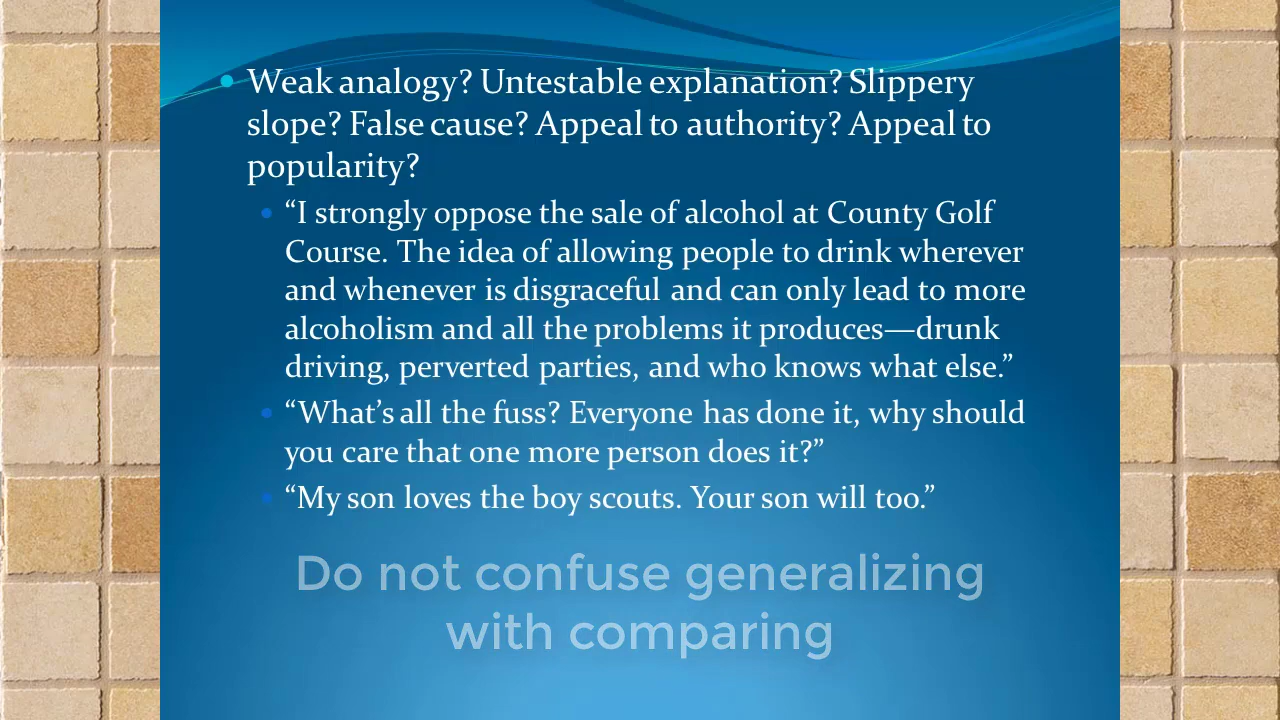 Weak analogy? Untestable explanation? Slippery
slope? False cause? Appeal to authority? Appeal to
popularity?
“I strongly oppose the sale of alcohol at County Golf
Course. The idea of allowing people to drink wherever
and whenever is disgraceful and can only lead to more
alcoholism and all the problems it produces—drunk
driving, perverted parties, and who knows what else.”
“What’s all the fuss? Everyone has done it, why should
you care that one more person does it?”
“My son loves the boy scouts. Your son will too.”
Do not confuse generalizing
with comparing